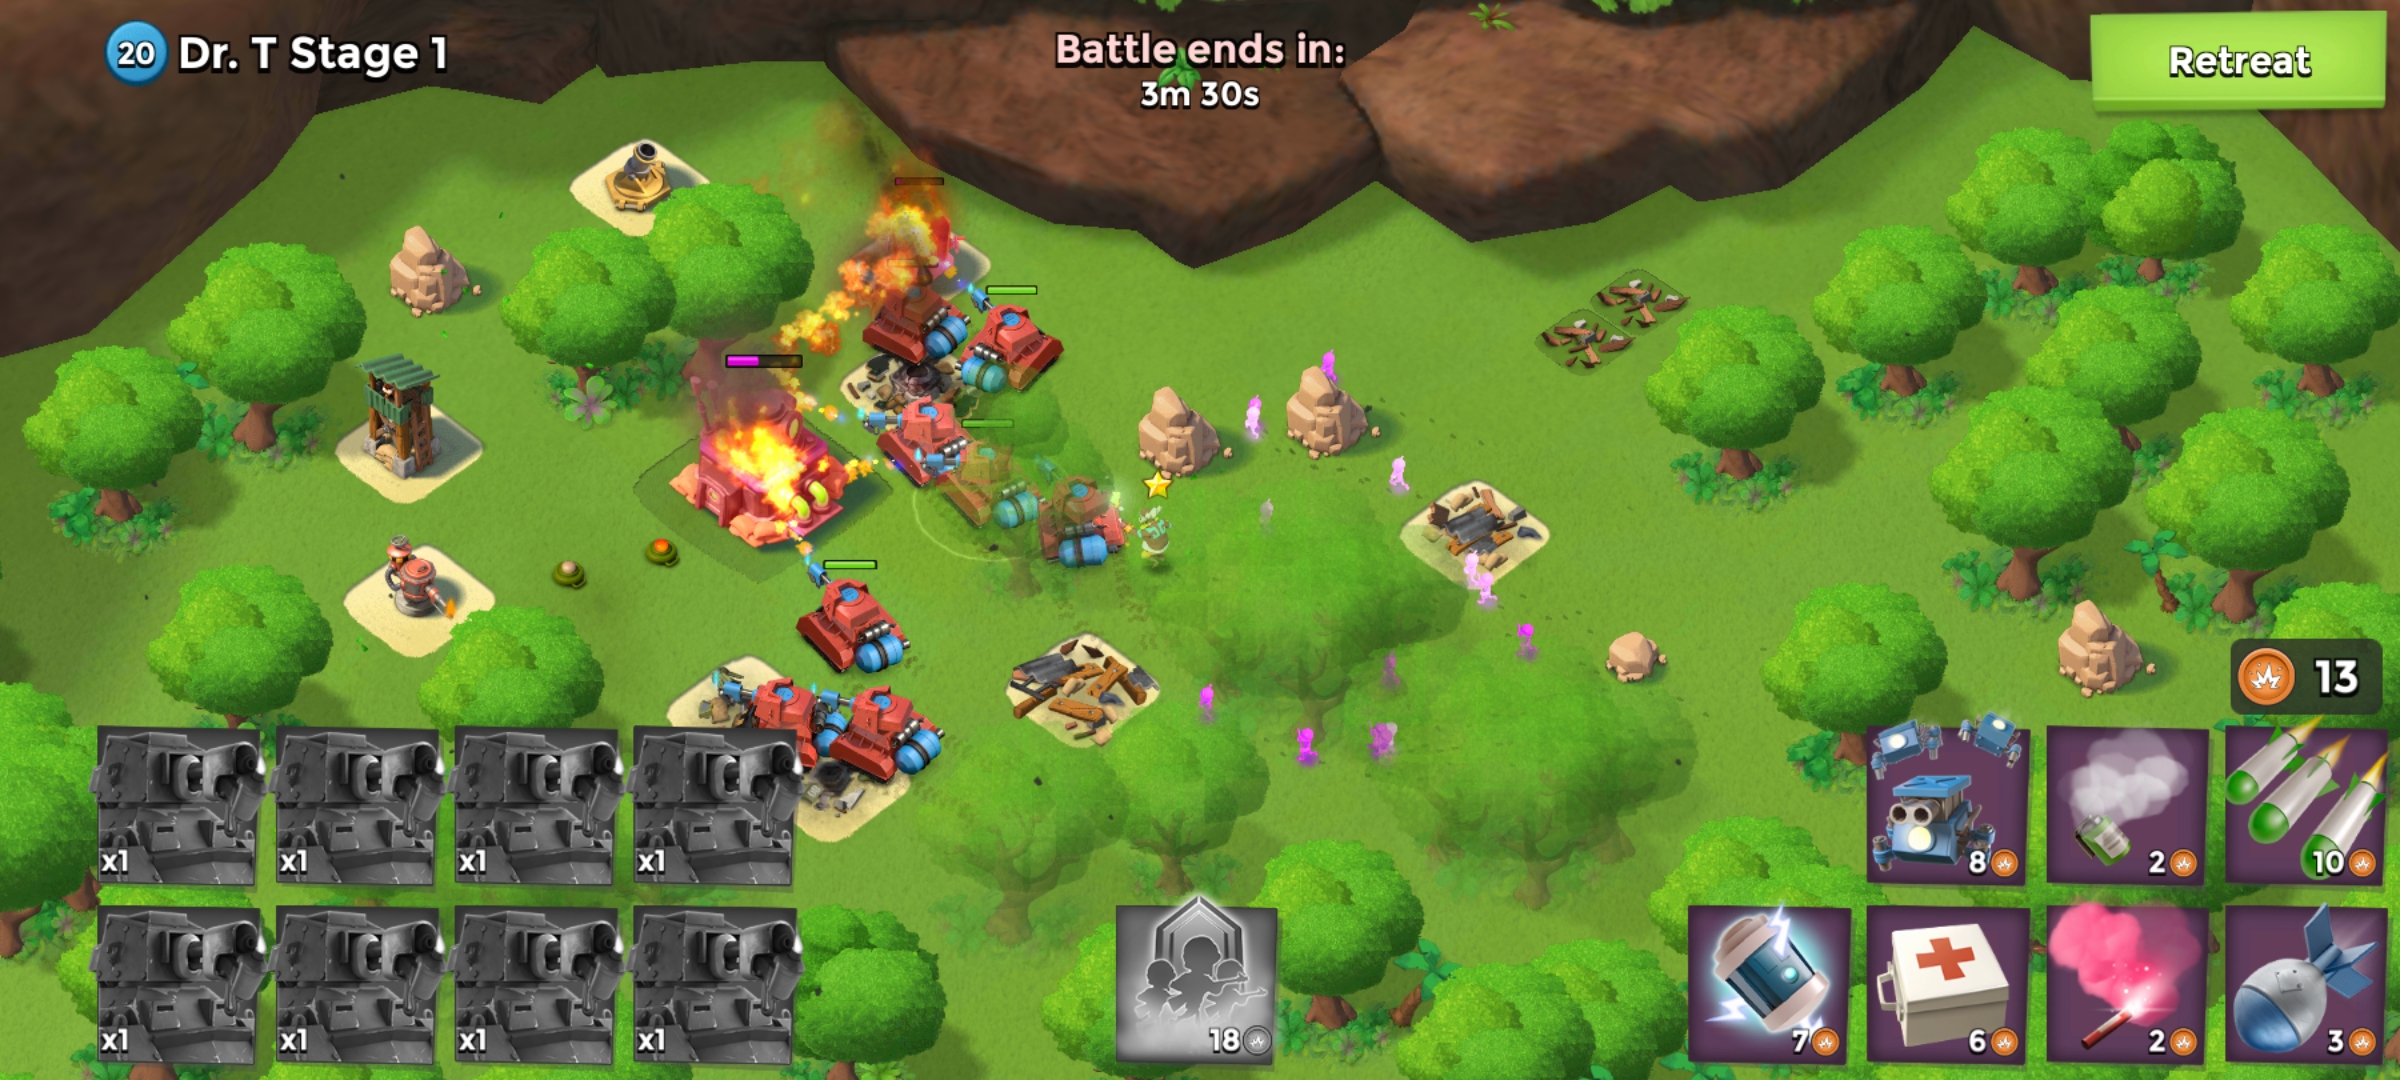 20 Dr. T Stage 1
Battle ends in:
3m 30s
Retreat
13
8
2
10
x1
x1
x1
x1
x1
x1
x1
x1
18
7
6
2
3